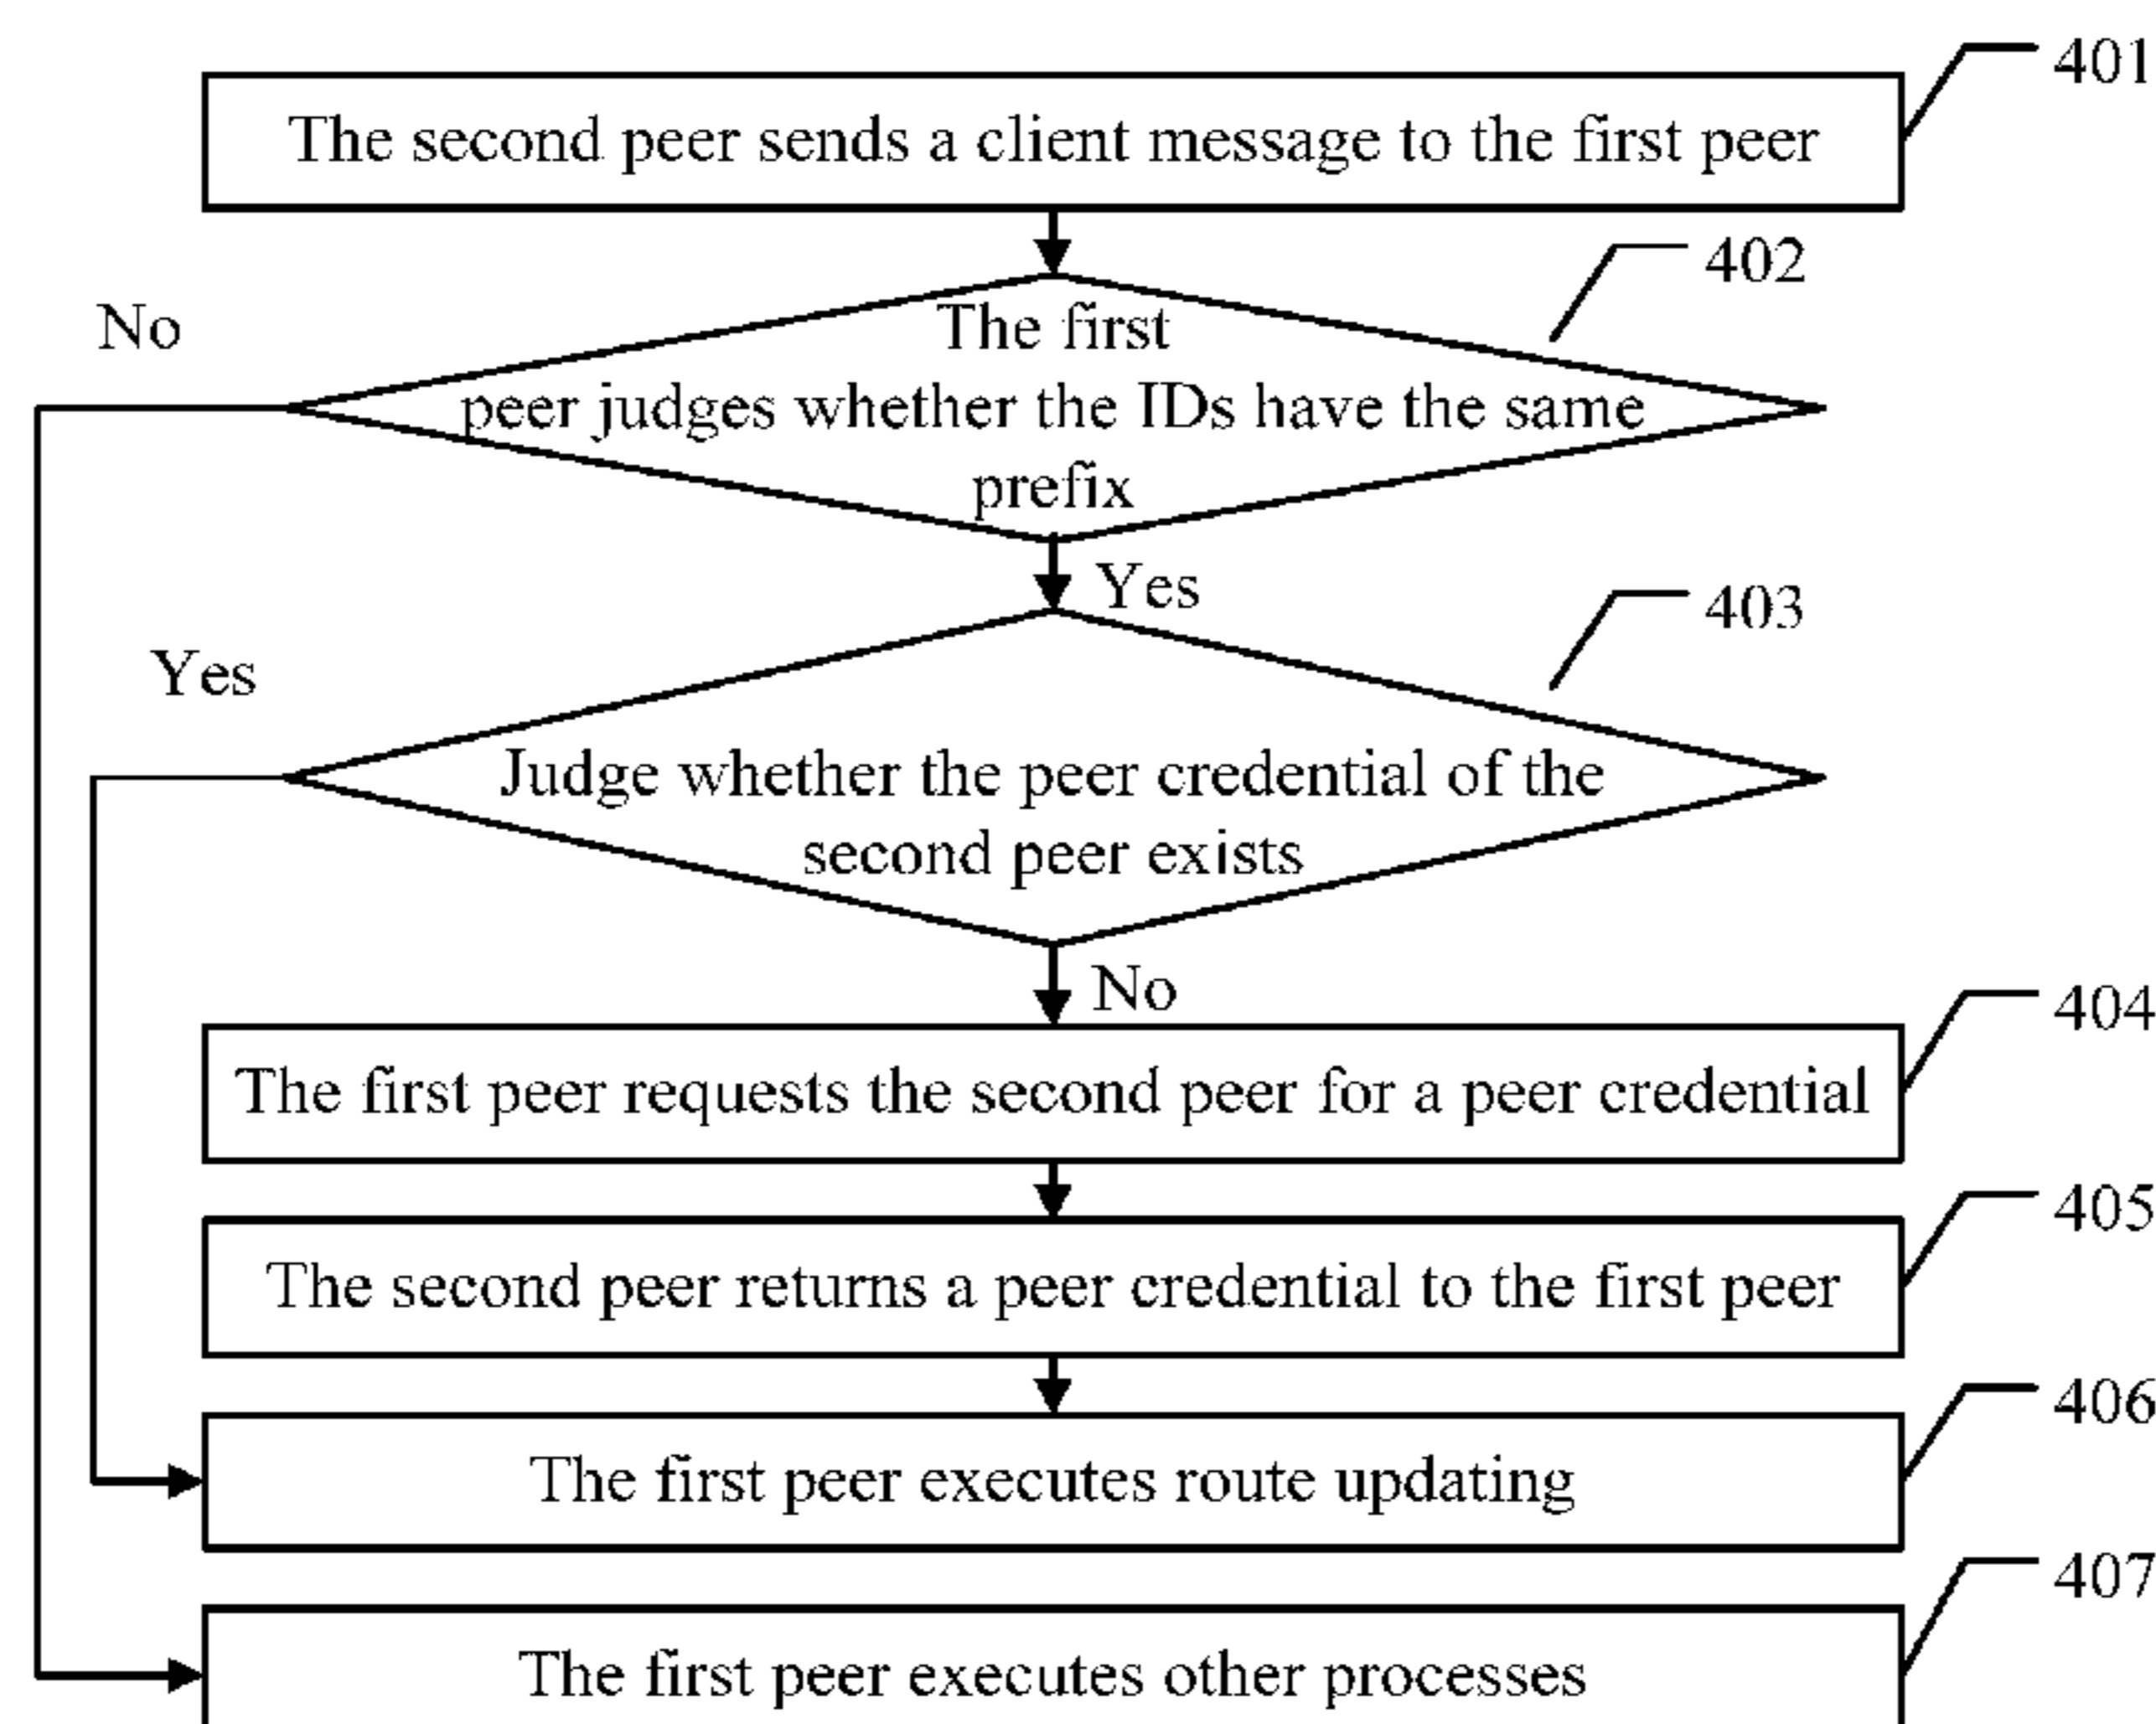 401
The second peer sends a client message to the first peer
402
No
The first
peer judges whether the IDs have the same
prefix
Yes
403
Yes
Judge whether the peer credential of the
second peer exists
No
404
The first peer requests the second peer for a peer credential
405
The second peer returns a peer credential to the first peer
406
The first peer executes route updating
407
The first peer executes other processes